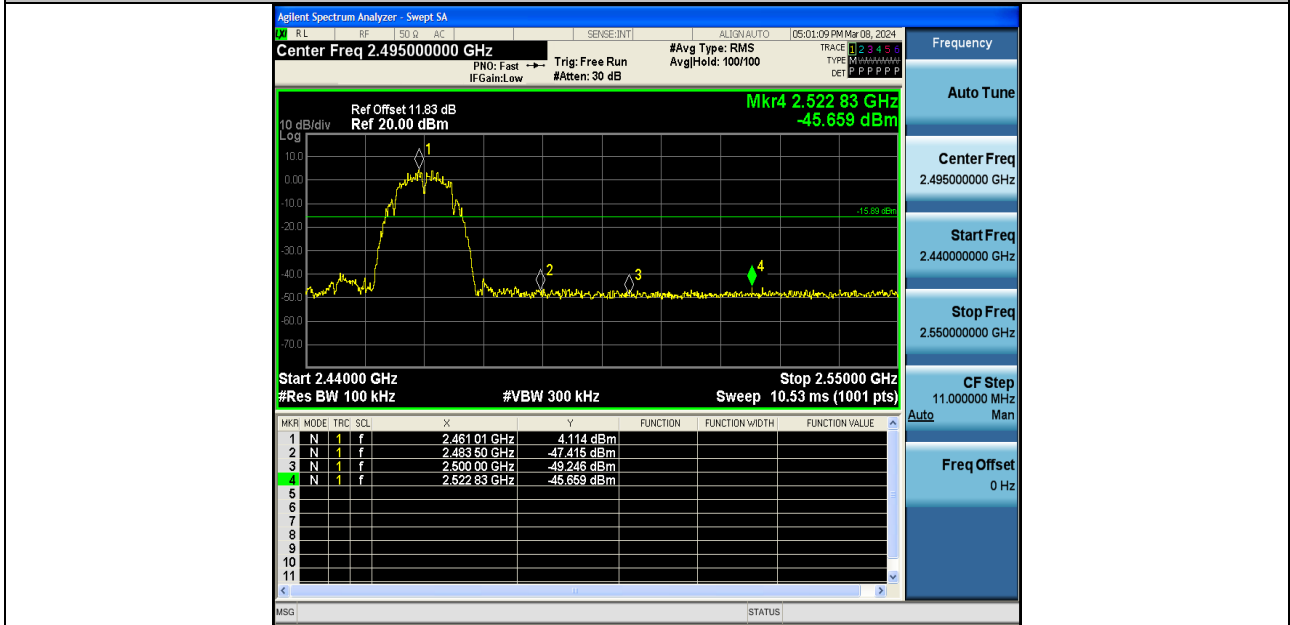 Agilent Spectrum Analyzer - Swept SA
LXI RL RF 50 Ω AC SENSE:INT ALIGN AUTO 05:01:09 PM Mar 08, 2024
Center Freq 2.495000000 GHz
PNO: Fast
IFGain:Low
Trig: Free Run
#Atten: 30 dB
#Avg Type: RMS
Avg|Hold: 100/100
TRACE 1 2 3 4 5 6
TYPE M
DET P P P P P P
Mkr4 2.522 83 GHz
-45.659 dBm
Ref Offset 11.83 dB
10 dB/div Ref 20.00 dBm
Log
10.0
0.00
-10.0
-20.0
-30.0
-40.0
-50.0
-60.0
-70.0
1
2
3
4
-15.89 dBm
Start 2.44000 GHz Stop 2.55000 GHz
#Res BW 100 kHz #VBW 300 kHz Sweep 10.53 ms (1001 pts)
MKR MODE TRC SCL X Y FUNCTION FUNCTION WIDTH FUNCTION VALUE
1 N 1 f 2.461 01 GHz 4.114 dBm
2 N 1 f 2.483 50 GHz -47.415 dBm
3 N 1 f 2.500 00 GHz -49.246 dBm
4 N 1 f 2.522 83 GHz -45.659 dBm
5
6
7
8
9
10
11
MSG STATUS
Frequency
Auto Tune
Center Freq
2.495000000 GHz
Start Freq
2.440000000 GHz
Stop Freq
2.550000000 GHz
CF Step
11.000000 MHz
Auto Man
Freq Offset
0 Hz